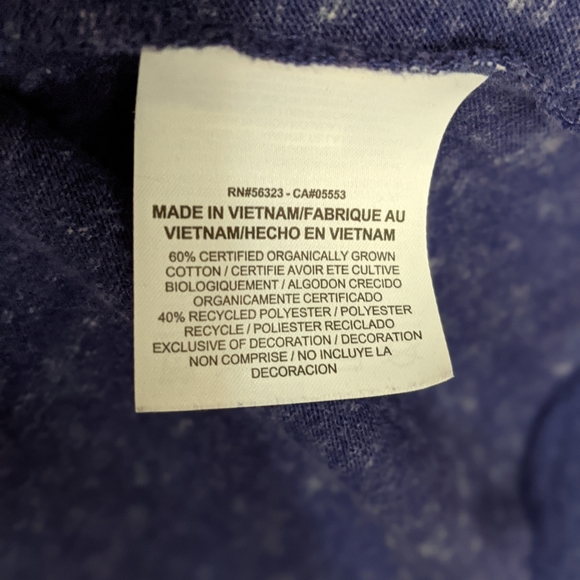 RN#56323 - CA#05553
MADE IN VIETNAM/FABRIQUE AU
VIETNAM/HECHO EN VIETNAM
60% CERTIFIED ORGANICALLY GROWN
COTTON / CERTIFIE AVOIR ETE CULTIVE
BIOLOGIQUEMENT / ALGODON CRECIDO
ORGANICAMENTE CERTIFICADO
40% RECYCLED POLYESTER / POLYESTER
RECYCLE / POLIESTER RECICLADO
EXCLUSIVE OF DECORATION / DECORATION
NON COMPRISE / NO INCLUYE LA
DECORACION